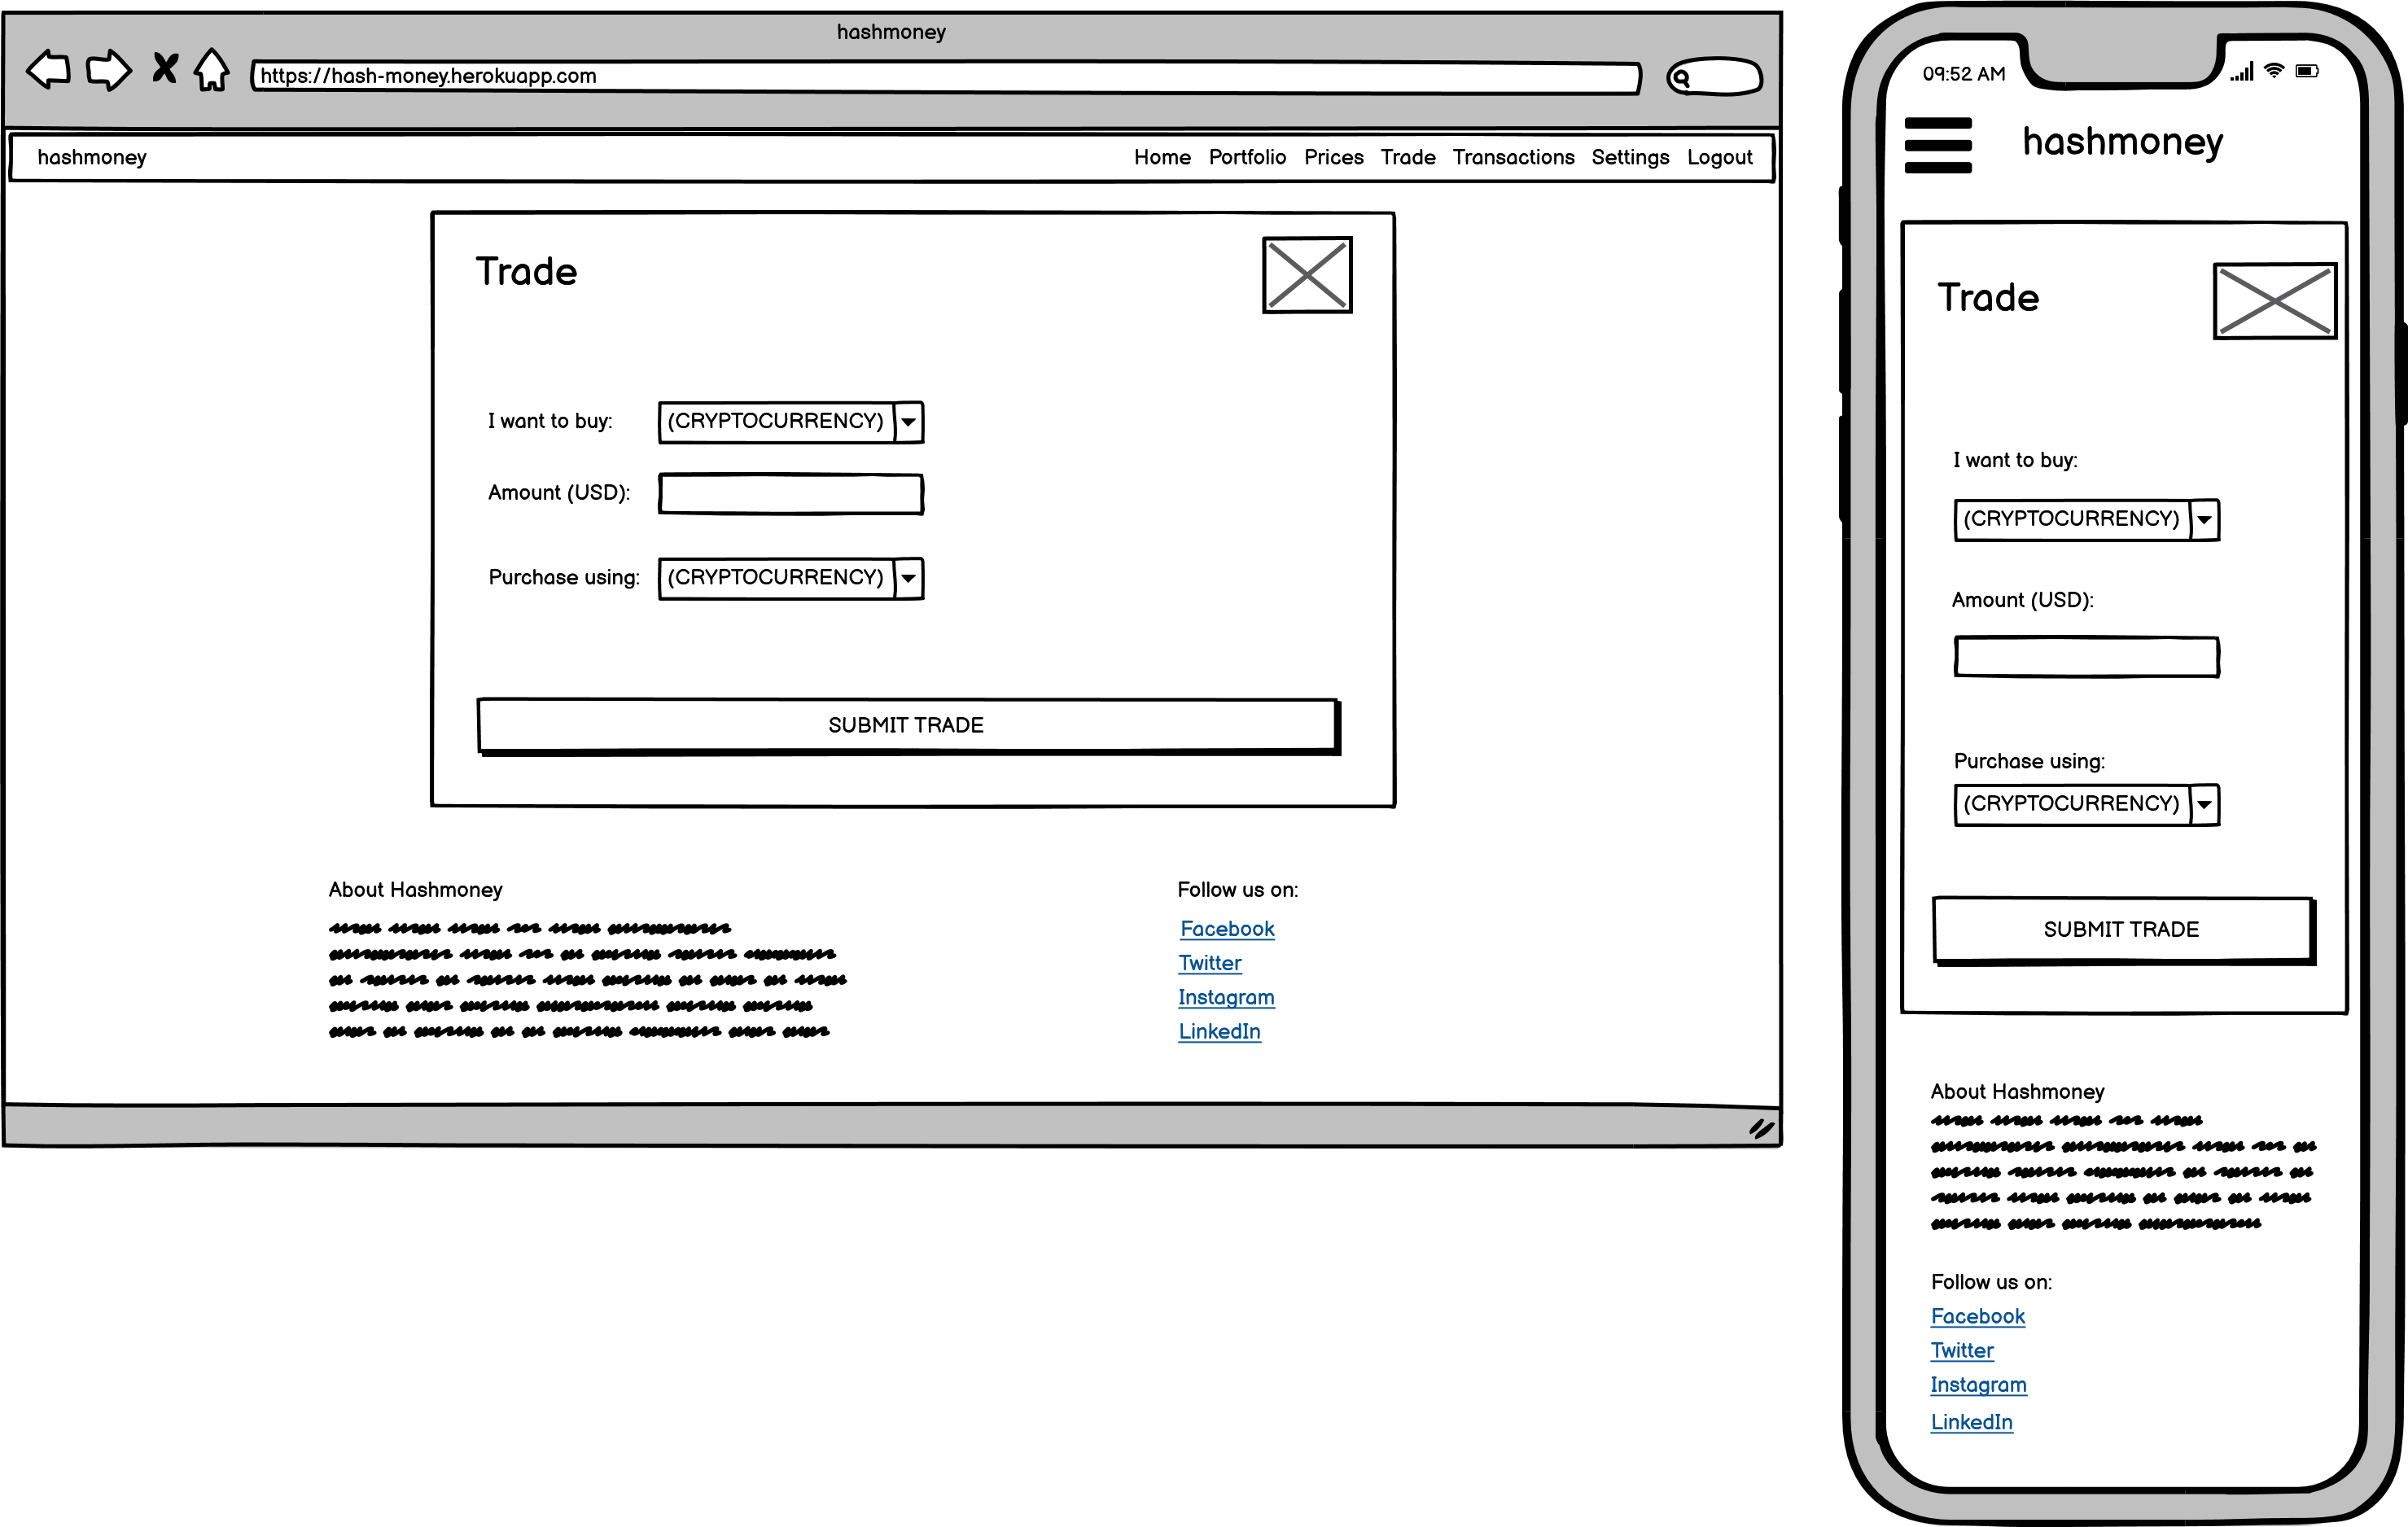 hashmoney
https://hash-money.herokuapp.com
hashmoney Home Portfolio Prices Trade Transactions Settings Logout
Trade
I want to buy: (CRYPTOCURRENCY)
Amount (USD):
Purchase using: (CRYPTOCURRENCY)
SUBMIT TRADE
About Hashmoney
Follow us on:
Facebook
Twitter
Instagram
LinkedIn
09:52 AM
hashmoney
Trade
I want to buy:
(CRYPTOCURRENCY)
Amount (USD):
Purchase using:
(CRYPTOCURRENCY)
SUBMIT TRADE
About Hashmoney
Follow us on:
Facebook
Twitter
Instagram
LinkedIn